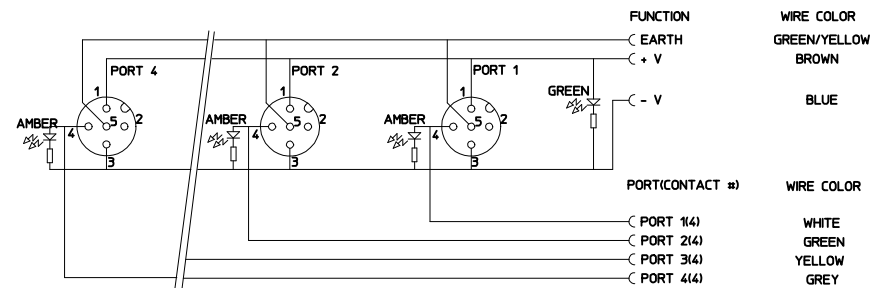 FUNCTION WIRE COLOR
EARTH GREEN/YELLOW
+ V BROWN
PORT 4 PORT 2 PORT 1
1 1 1 GREEN
- V BLUE
AMBER 4 5 2 AMBER 4 5 2 AMBER 4 5 2
3 3 3
PORT(CONTACT #) WIRE COLOR
PORT 1(4) WHITE
PORT 2(4) GREEN
PORT 3(4) YELLOW
PORT 4(4) GREY